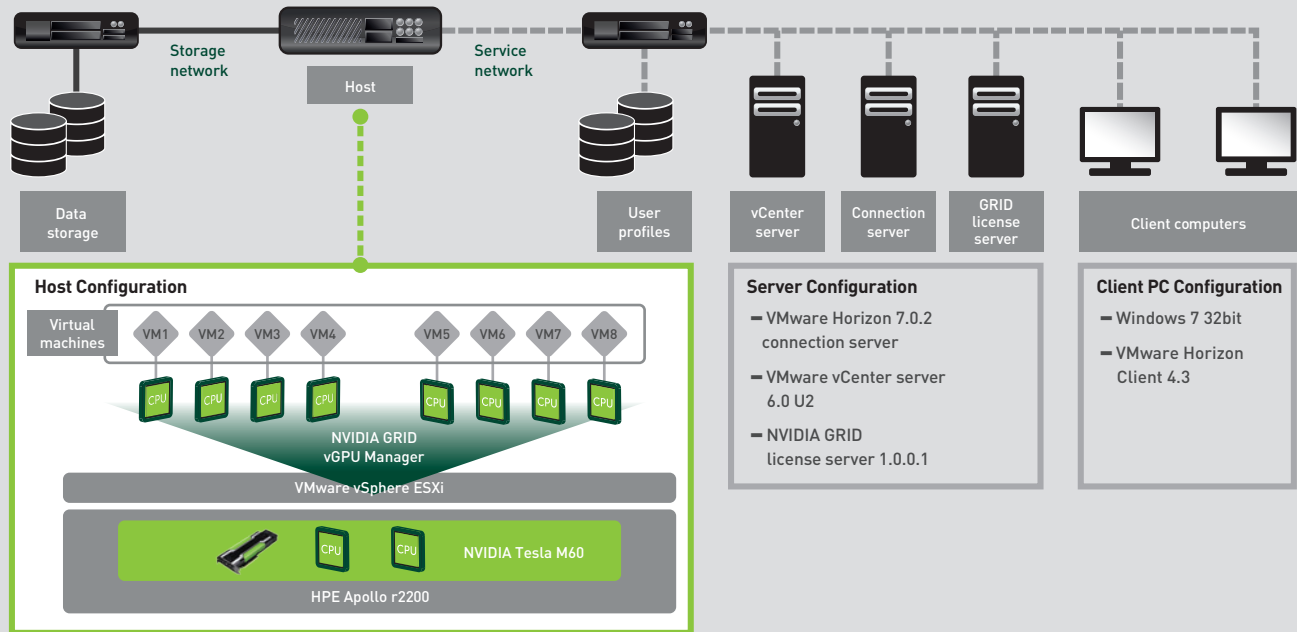 Storage
network
Service
network
Host
Data
storage
User
profiles
vCenter
server
Connection
server
GRID
license
server
Client computers
Host Configuration
Virtual
machines
VM1
VM2
VM3
VM4
VM5
VM6
VM7
VM8
CPU
CPU
CPU
CPU
CPU
CPU
CPU
CPU
NVIDIA GRID
vGPU Manager
VMware vSphere ESXi
CPU
CPU
NVIDIA Tesla M60
HPE Apollo r2200
Server Configuration
– VMware Horizon 7.0.2
connection server
– VMware vCenter server
6.0 U2
– NVIDIA GRID
license server 1.0.0.1
Client PC Configuration
– Windows 7 32bit
– VMware Horizon
Client 4.3